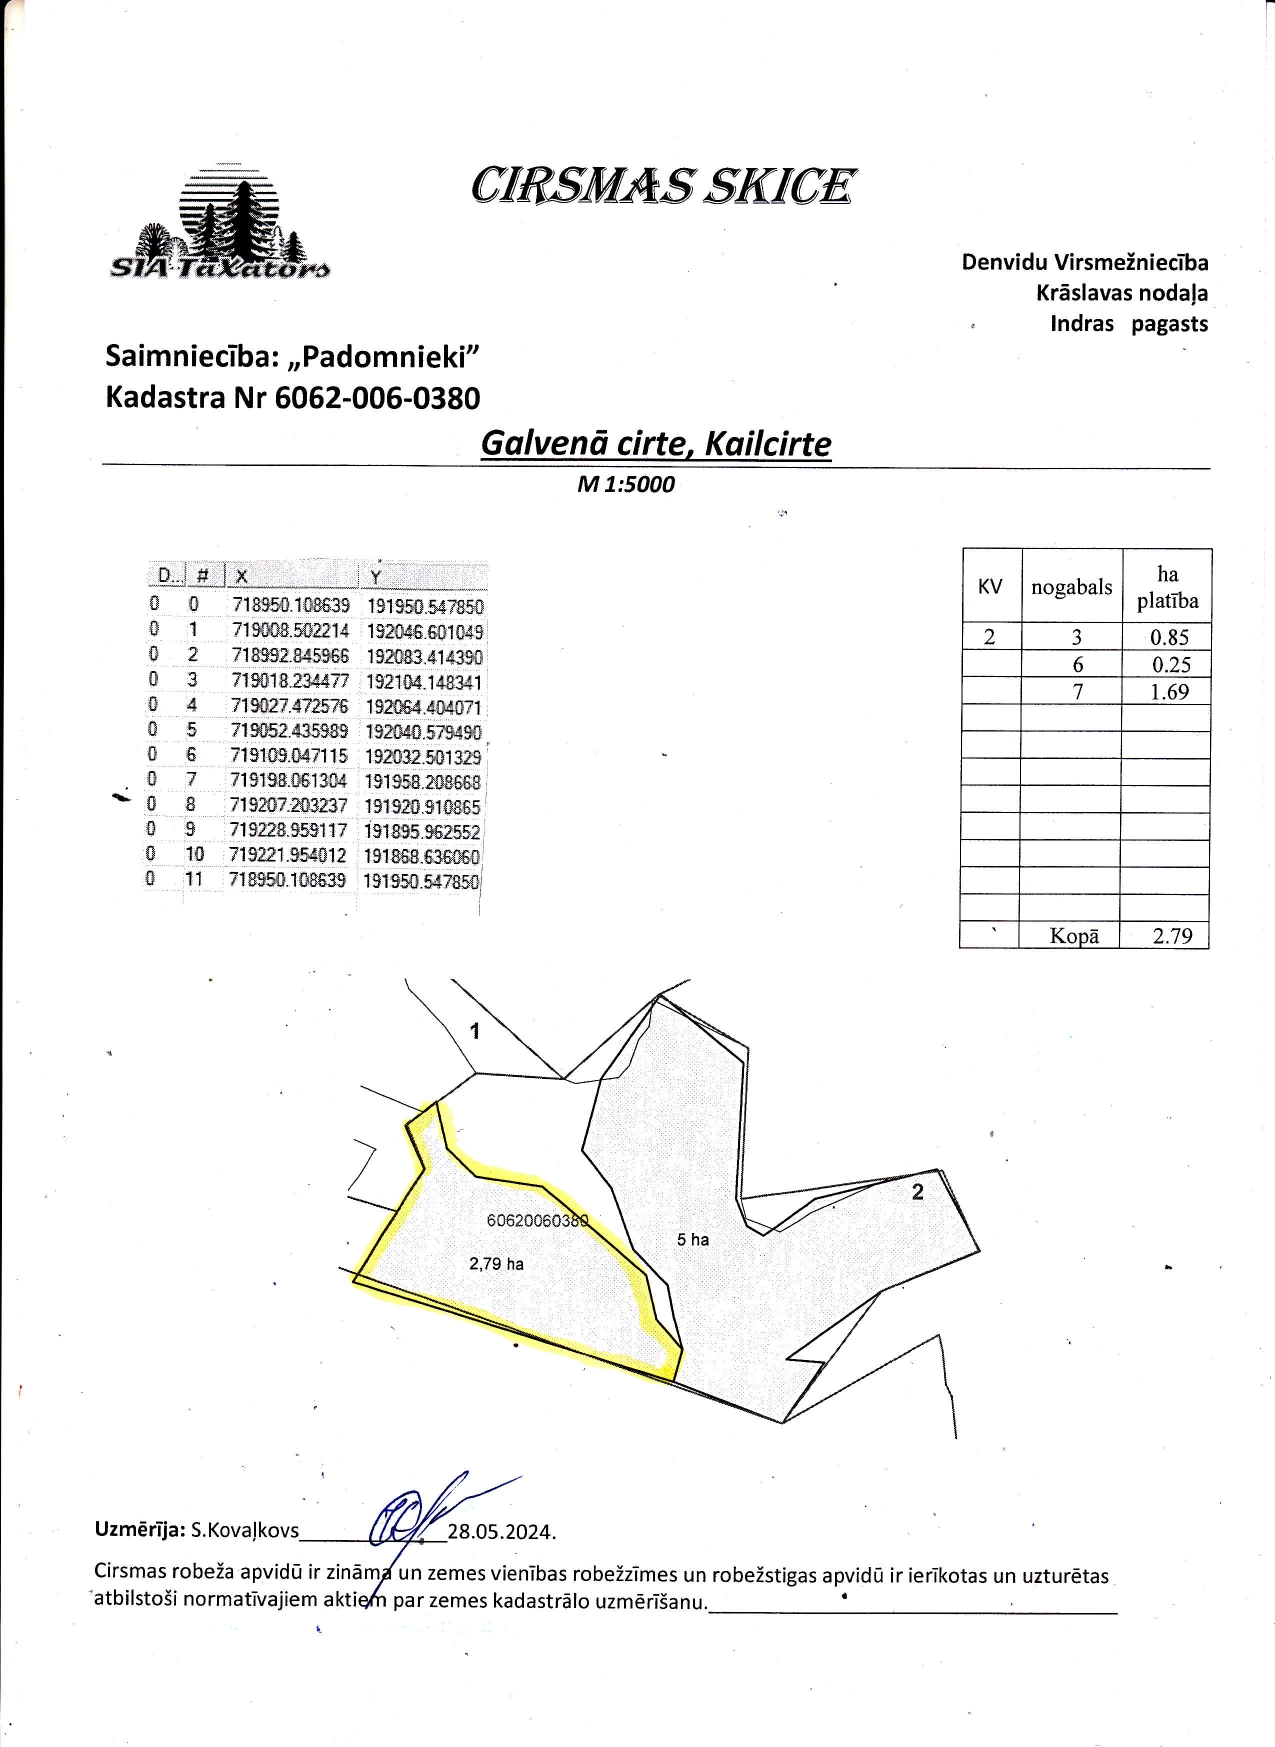 CIRSMAS SKICE
SIA Taxators
Denvidu Virsmežniecība
Krāslavas nodaļa
Indras pagasts
Saimniecība: „Padomnieki”
Kadastra Nr 6062-006-0380
Galvenā cirte, Kailcirte
M 1:5000
D... # X Y
0 0 718950.108639 191950.547850
0 1 719008.502214 192046.601049
0 2 718992.845966 192083.414390
0 3 719018.234477 192104.148341
0 4 719027.472576 192064.404071
0 5 719052.435989 192040.579490
0 6 719109.047115 192032.501329
0 7 719198.061304 191958.208668
0 8 719207.203237 191920.910865
0 9 719228.959117 191895.962552
0 10 719221.954012 191868.636060
0 11 718950.108639 191950.547850
KV nogabals ha platība
2 3 0.85
6 0.25
7 1.69
Kopā 2.79
1
2
60620060380
5 ha
2,79 ha
Uzmērīja: S.Kovaļkovs 28.05.2024.
Cirsmas robeža apvidū ir zināma un zemes vienības robežzīmes un robežstigas apvidū ir ierīkotas un uzturētas
atbilstoši normatīvajiem aktiem par zemes kadastrālo uzmērīšanu.